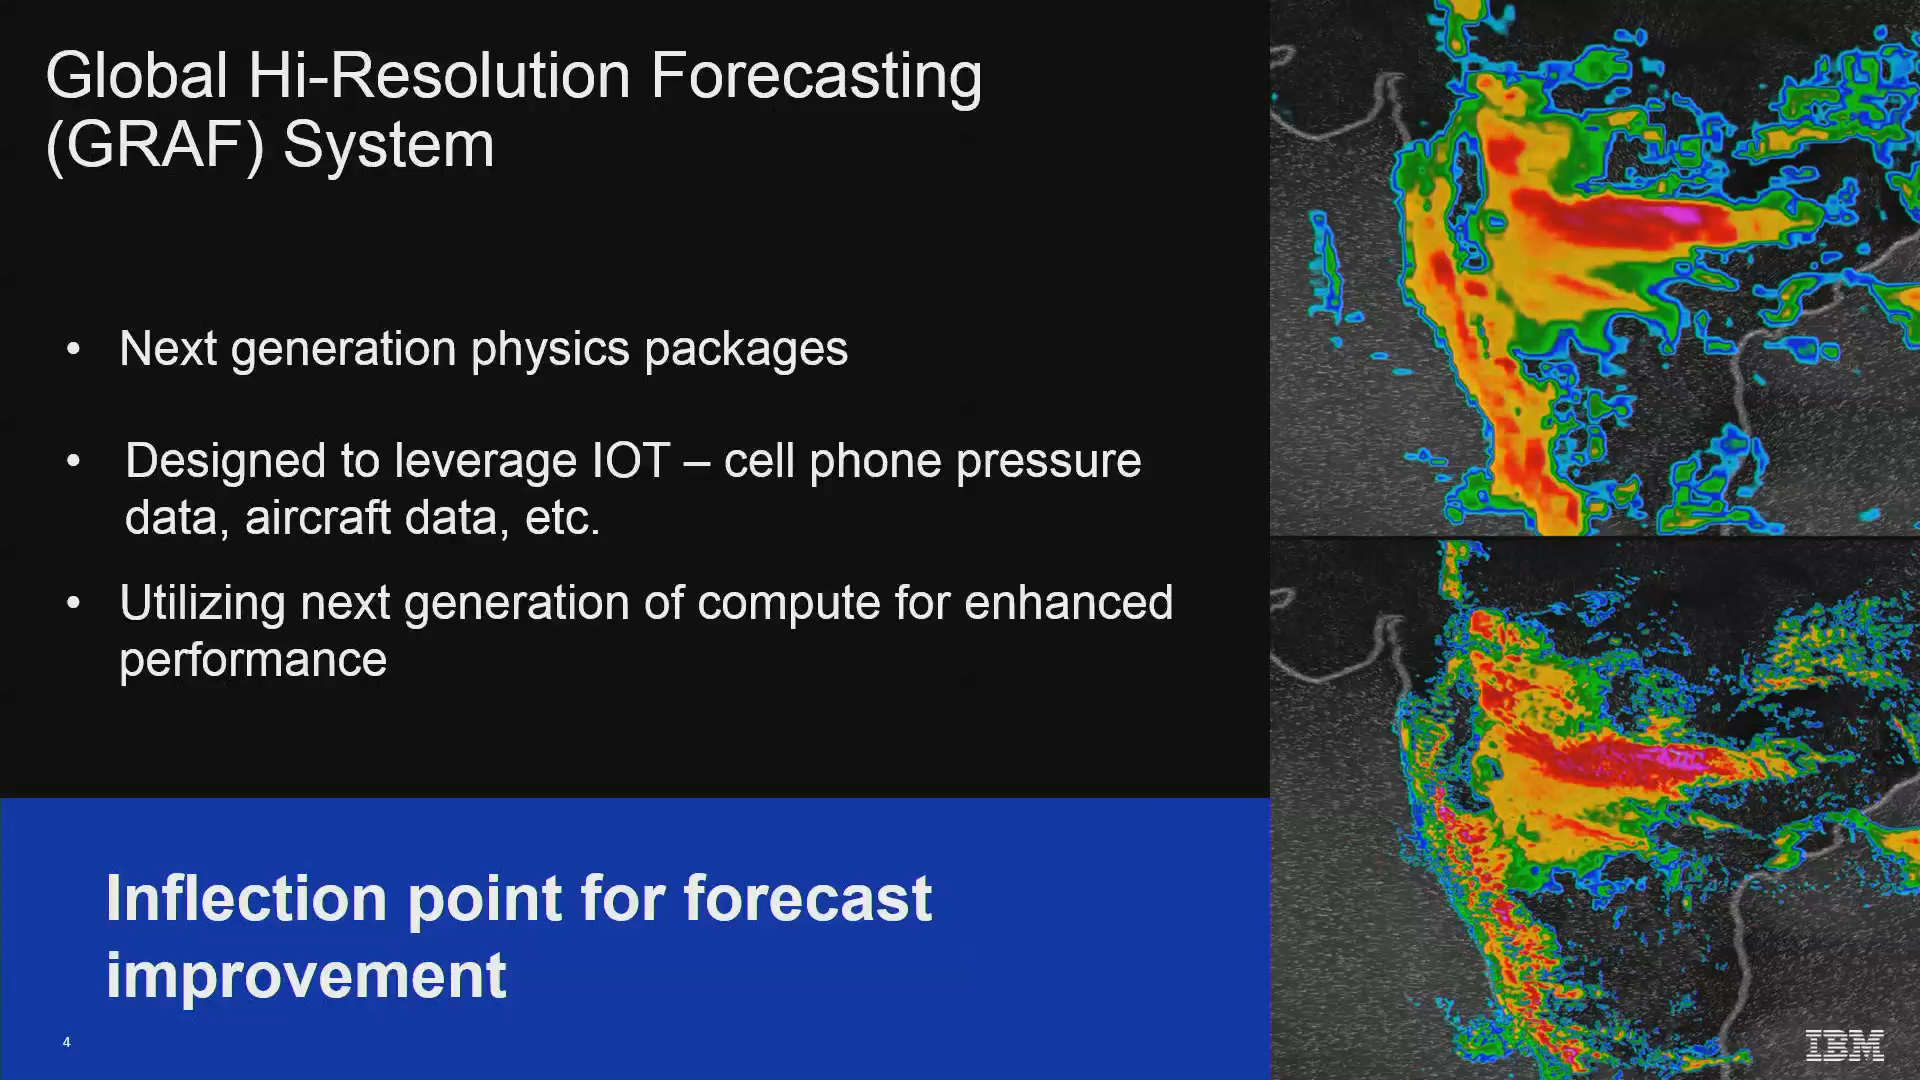 Global Hi-Resolution Forecasting
(GRAF) System
• Next generation physics packages
• Designed to leverage IOT – cell phone pressure
data, aircraft data, etc.
• Utilizing next generation of compute for enhanced
performance
Inflection point for forecast
improvement
4
IBM